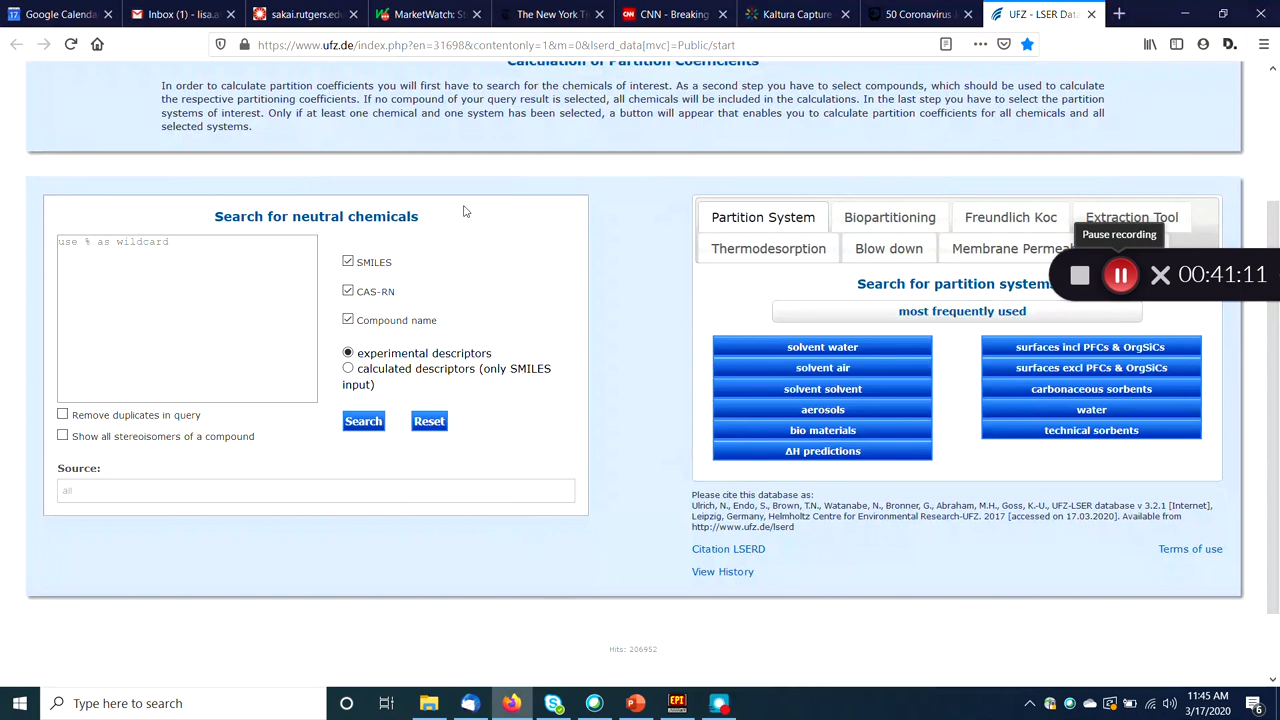 Google Calenda
Inbox (1) - lisa.a
sakai.rutgers.ed
MarketWatch: St
The New York Ti
CNN - Breaking
Kaltura Capture
50 Coronavirus
UFZ - LSER Data
https://www.ufz.de/index.php?en=31698&contentonly=1&m=0&lserd_data[mvc]=Public/start
Calculation of Partition Coefficients
In order to calculate partition coefficients you will first have to search for the chemicals of interest. As a second step you have to select compounds, which should be used to calculate
the respective partitioning coefficients. If no compound of your query result is selected, all chemicals will be included in the calculations. In the last step you have to select the partition
systems of interest. Only if at least one chemical and one system has been selected, a button will appear that enables you to calculate partition coefficients for all chemicals and all
selected systems.
Search for neutral chemicals
use % as wildcard
SMILES
CAS-RN
Compound name
experimental descriptors
calculated descriptors (only SMILES
input)
Remove duplicates in query
Show all stereoisomers of a compound
Search
Reset
Source:
all
Partition System
Biopartitioning
Freundlich Koc
Extraction Tool
Thermodesorption
Blow down
Membrane Permea
Pause recording
00:41:11
Search for partition systems
most frequently used
solvent water
solvent air
solvent solvent
aerosols
bio materials
ΔH predictions
surfaces incl PFCs & OrgSiCs
surfaces excl PFCs & OrgSiCs
carbonaceous sorbents
water
technical sorbents
Please cite this database as:
Ulrich, N., Endo, S., Brown, T.N., Watanabe, N., Bronner, G., Abraham, M.H., Goss, K.-U., UFZ-LSER database v 3.2.1 [Internet],
Leipzig, Germany, Helmholtz Centre for Environmental Research-UFZ. 2017 [accessed on 17.03.2020]. Available from
http://www.ufz.de/lserd
Citation LSERD
Terms of use
View History
Hits: 206952
Type here to search
EPI
11:45 AM
3/17/2020
6